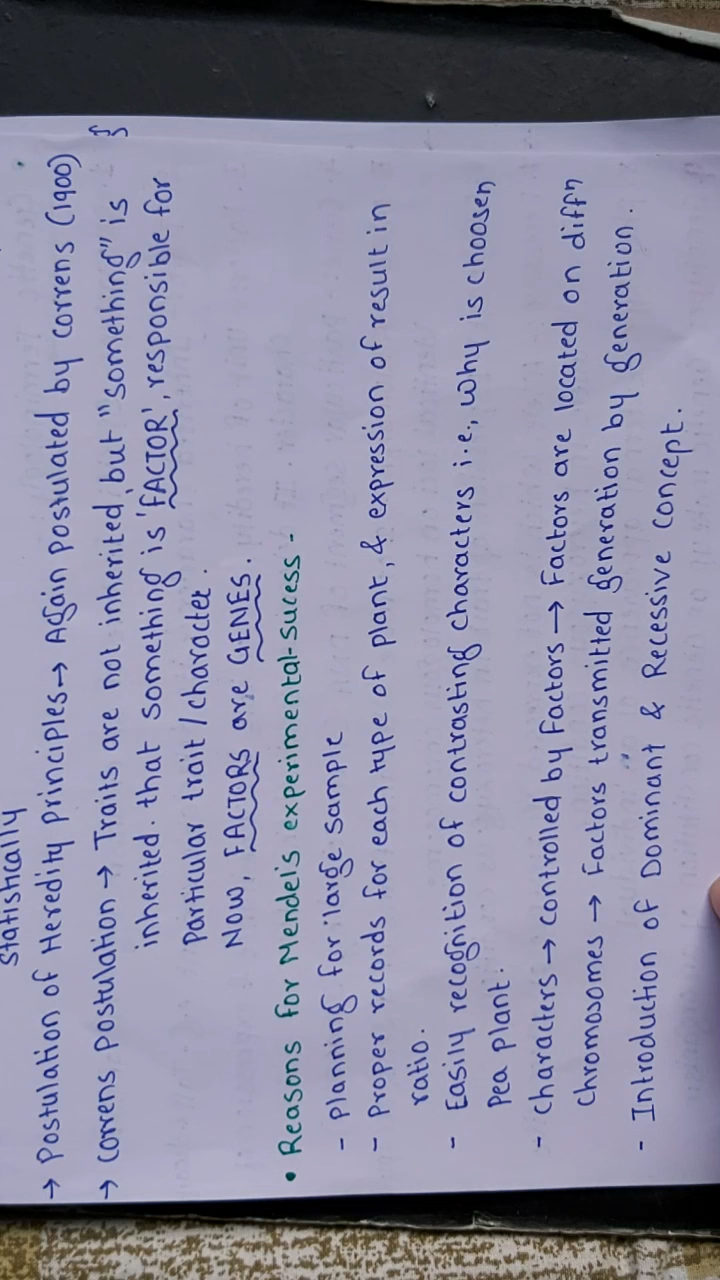 Statistically
→ Postulation of Heredity principles → Again postulated by correns (1900)
→ Correns postulation → Traits are not inherited, but "something" is
inherited. that something is 'FACTOR', responsible for
Particular trait/character.
Now, FACTORS are GENES.
• Reasons for Mendel's experimental-sucess -
- planning for large sample
- Proper records for each type of plant, & expression of result in
ratio.
- Easily recognition of contrasting characters i.e., why is choosen
pea plant.
- Characters → controlled by Factors → Factors are located on diffn
chromosomes → Factors transmitted generation by generation.
- Introduction of Dominant & Recessive concept.